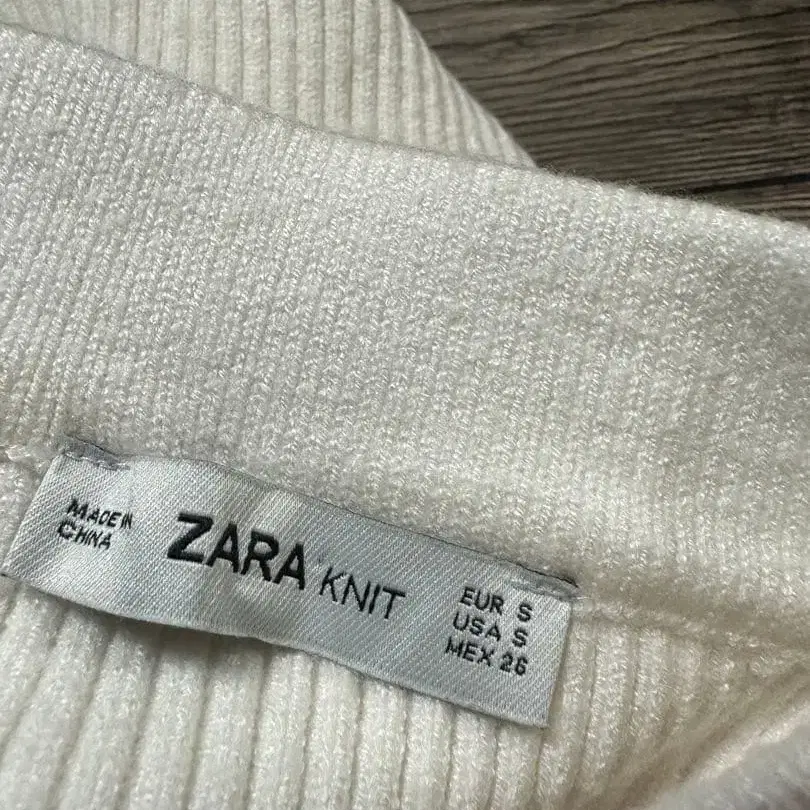 MADE IN
CHINA
ZARA KNIT
EUR S
USA S
MEX 26